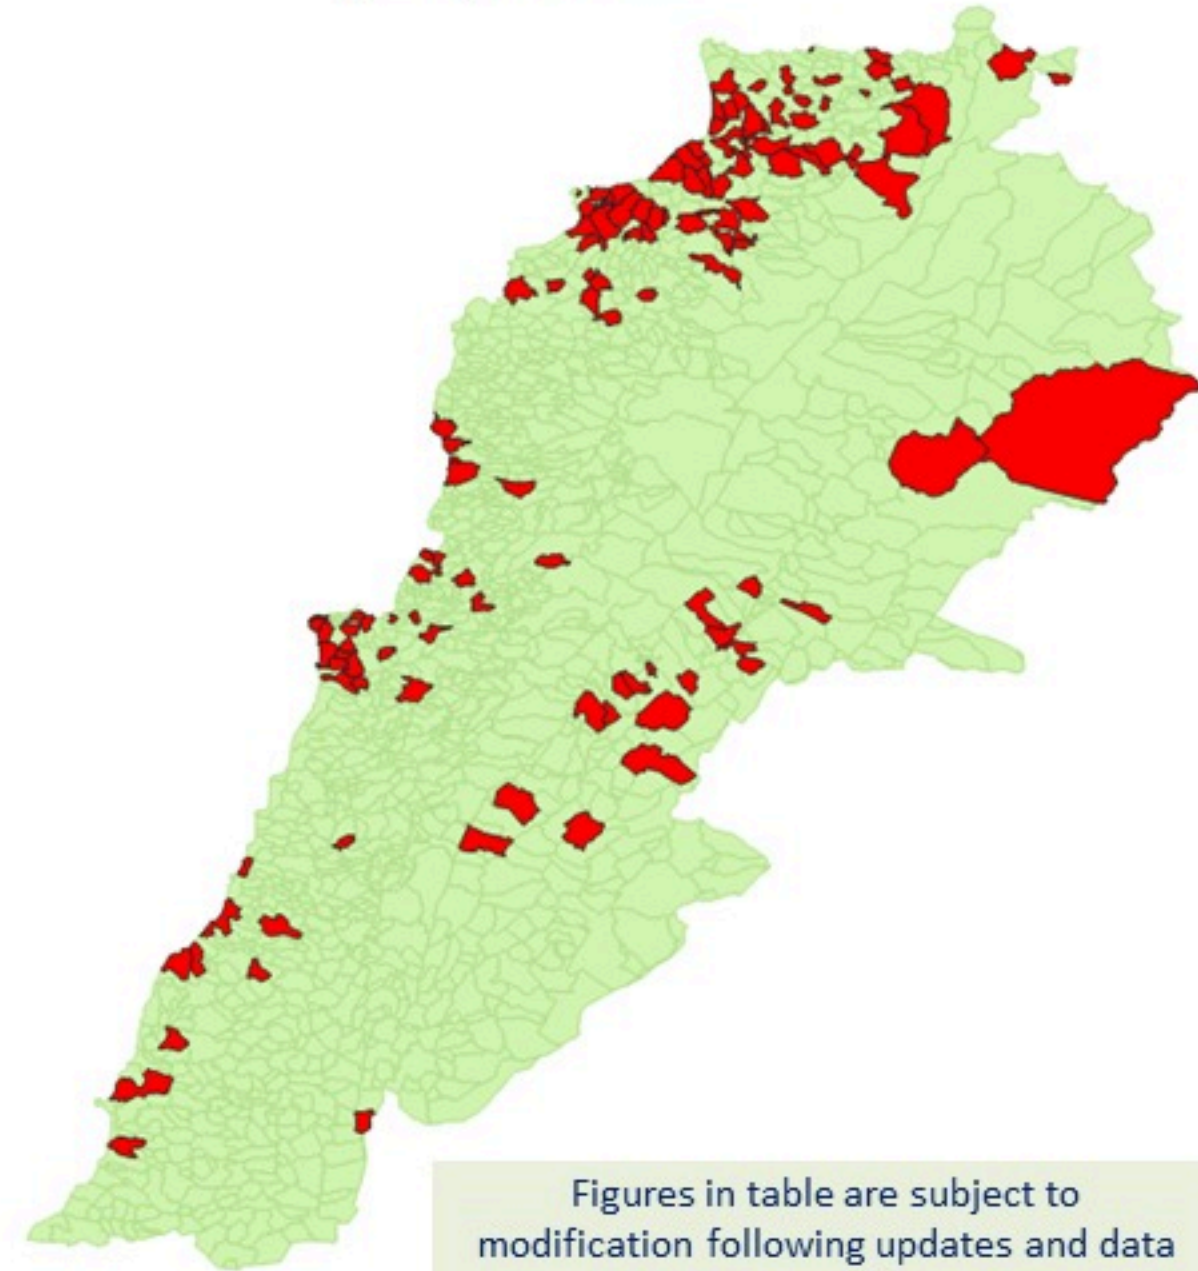 Figures in table are subject to
modification following updates and data